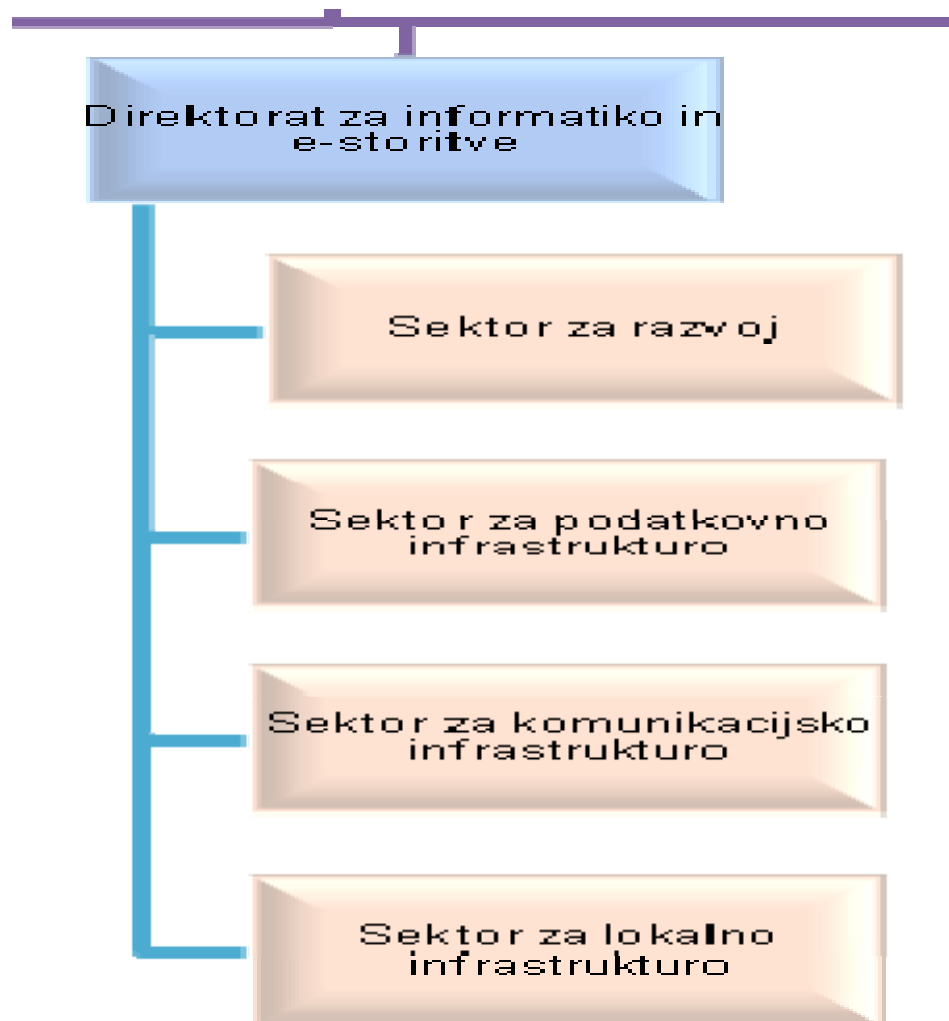 Direktorat za informatiko in
e-storitve
Sektor za razvoj
Sektor za podatkovno
infrastrukturo
Sektor za komunikacijsko
infrastrukturo
Sektor za lokalno
infrastrukturo